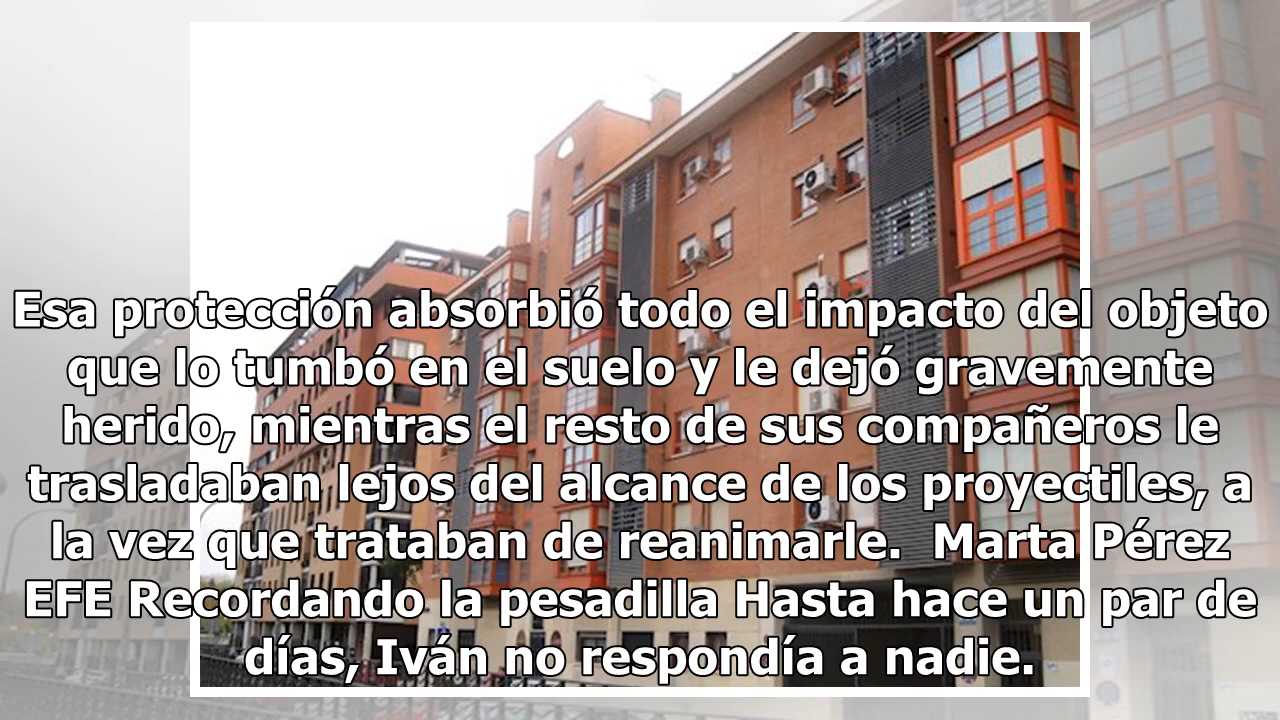 Esa protección absorbió todo el impacto del objeto
que lo tumbó en el suelo y le dejó gravemente
herido, mientras el resto de sus compañeros le
trasladaban lejos del alcance de los proyectiles, a
la vez que trataban de reanimarle.  Marta Pérez
EFE Recordando la pesadilla Hasta hace un par de
días, Iván no respondía a nadie.